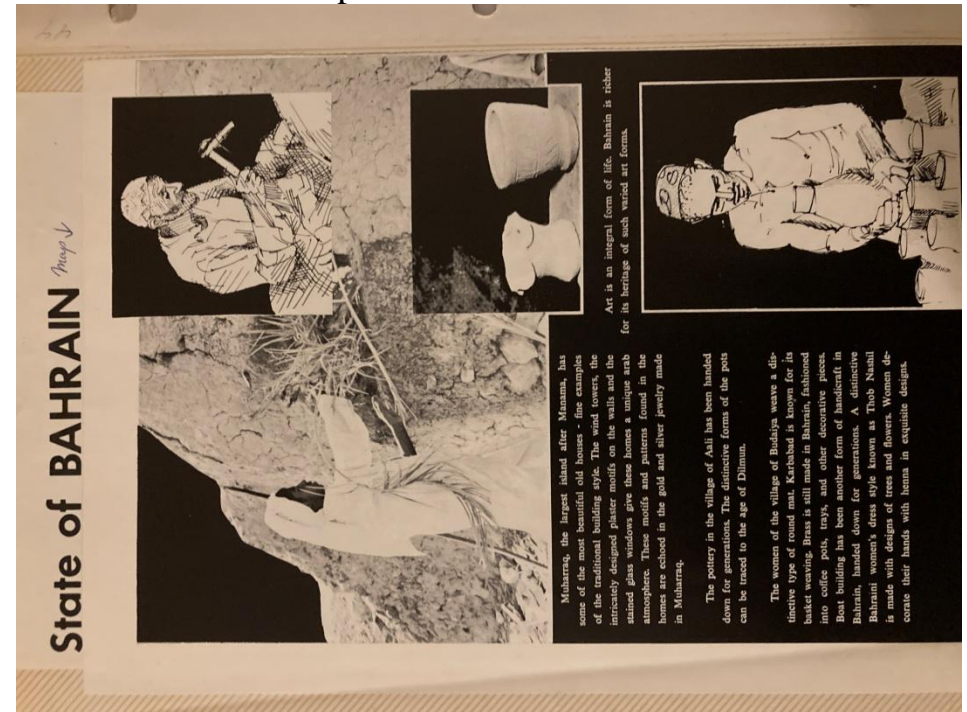 State of BAHRAIN map ↓
Art is an integral form of life. Bahrain is richer
for its heritage of such varied art forms.
Muharraq, the largest island after Manama, has
some of the most beautiful old houses - fine examples
of the traditional building style. The wind towers, the
intricately designed plaster motifs on the walls and the
stained glass windows give these homes a unique arab
atmosphere. These motifs and patterns found in the
homes are echoed in the gold and silver jewelry made
in Muharraq.
The pottery in the village of Aali has been handed
down for generations. The distinctive forms of the pots
can be traced to the age of Dilmun.
The women of the village of Budaiya weave a dis-
tinctive type of round mat. Karbabad is known for its
basket weaving. Brass is still made in Bahrain, fashioned
into coffee pots, trays, and other decorative pieces.
Boat building has been another form of handicraft in
Bahrain, handed down for generations. A distinctive
Bahraini women's dress style known as Thob Nashil
is made with designs of trees and flowers. Women de-
corate their hands with henna in exquisite designs.